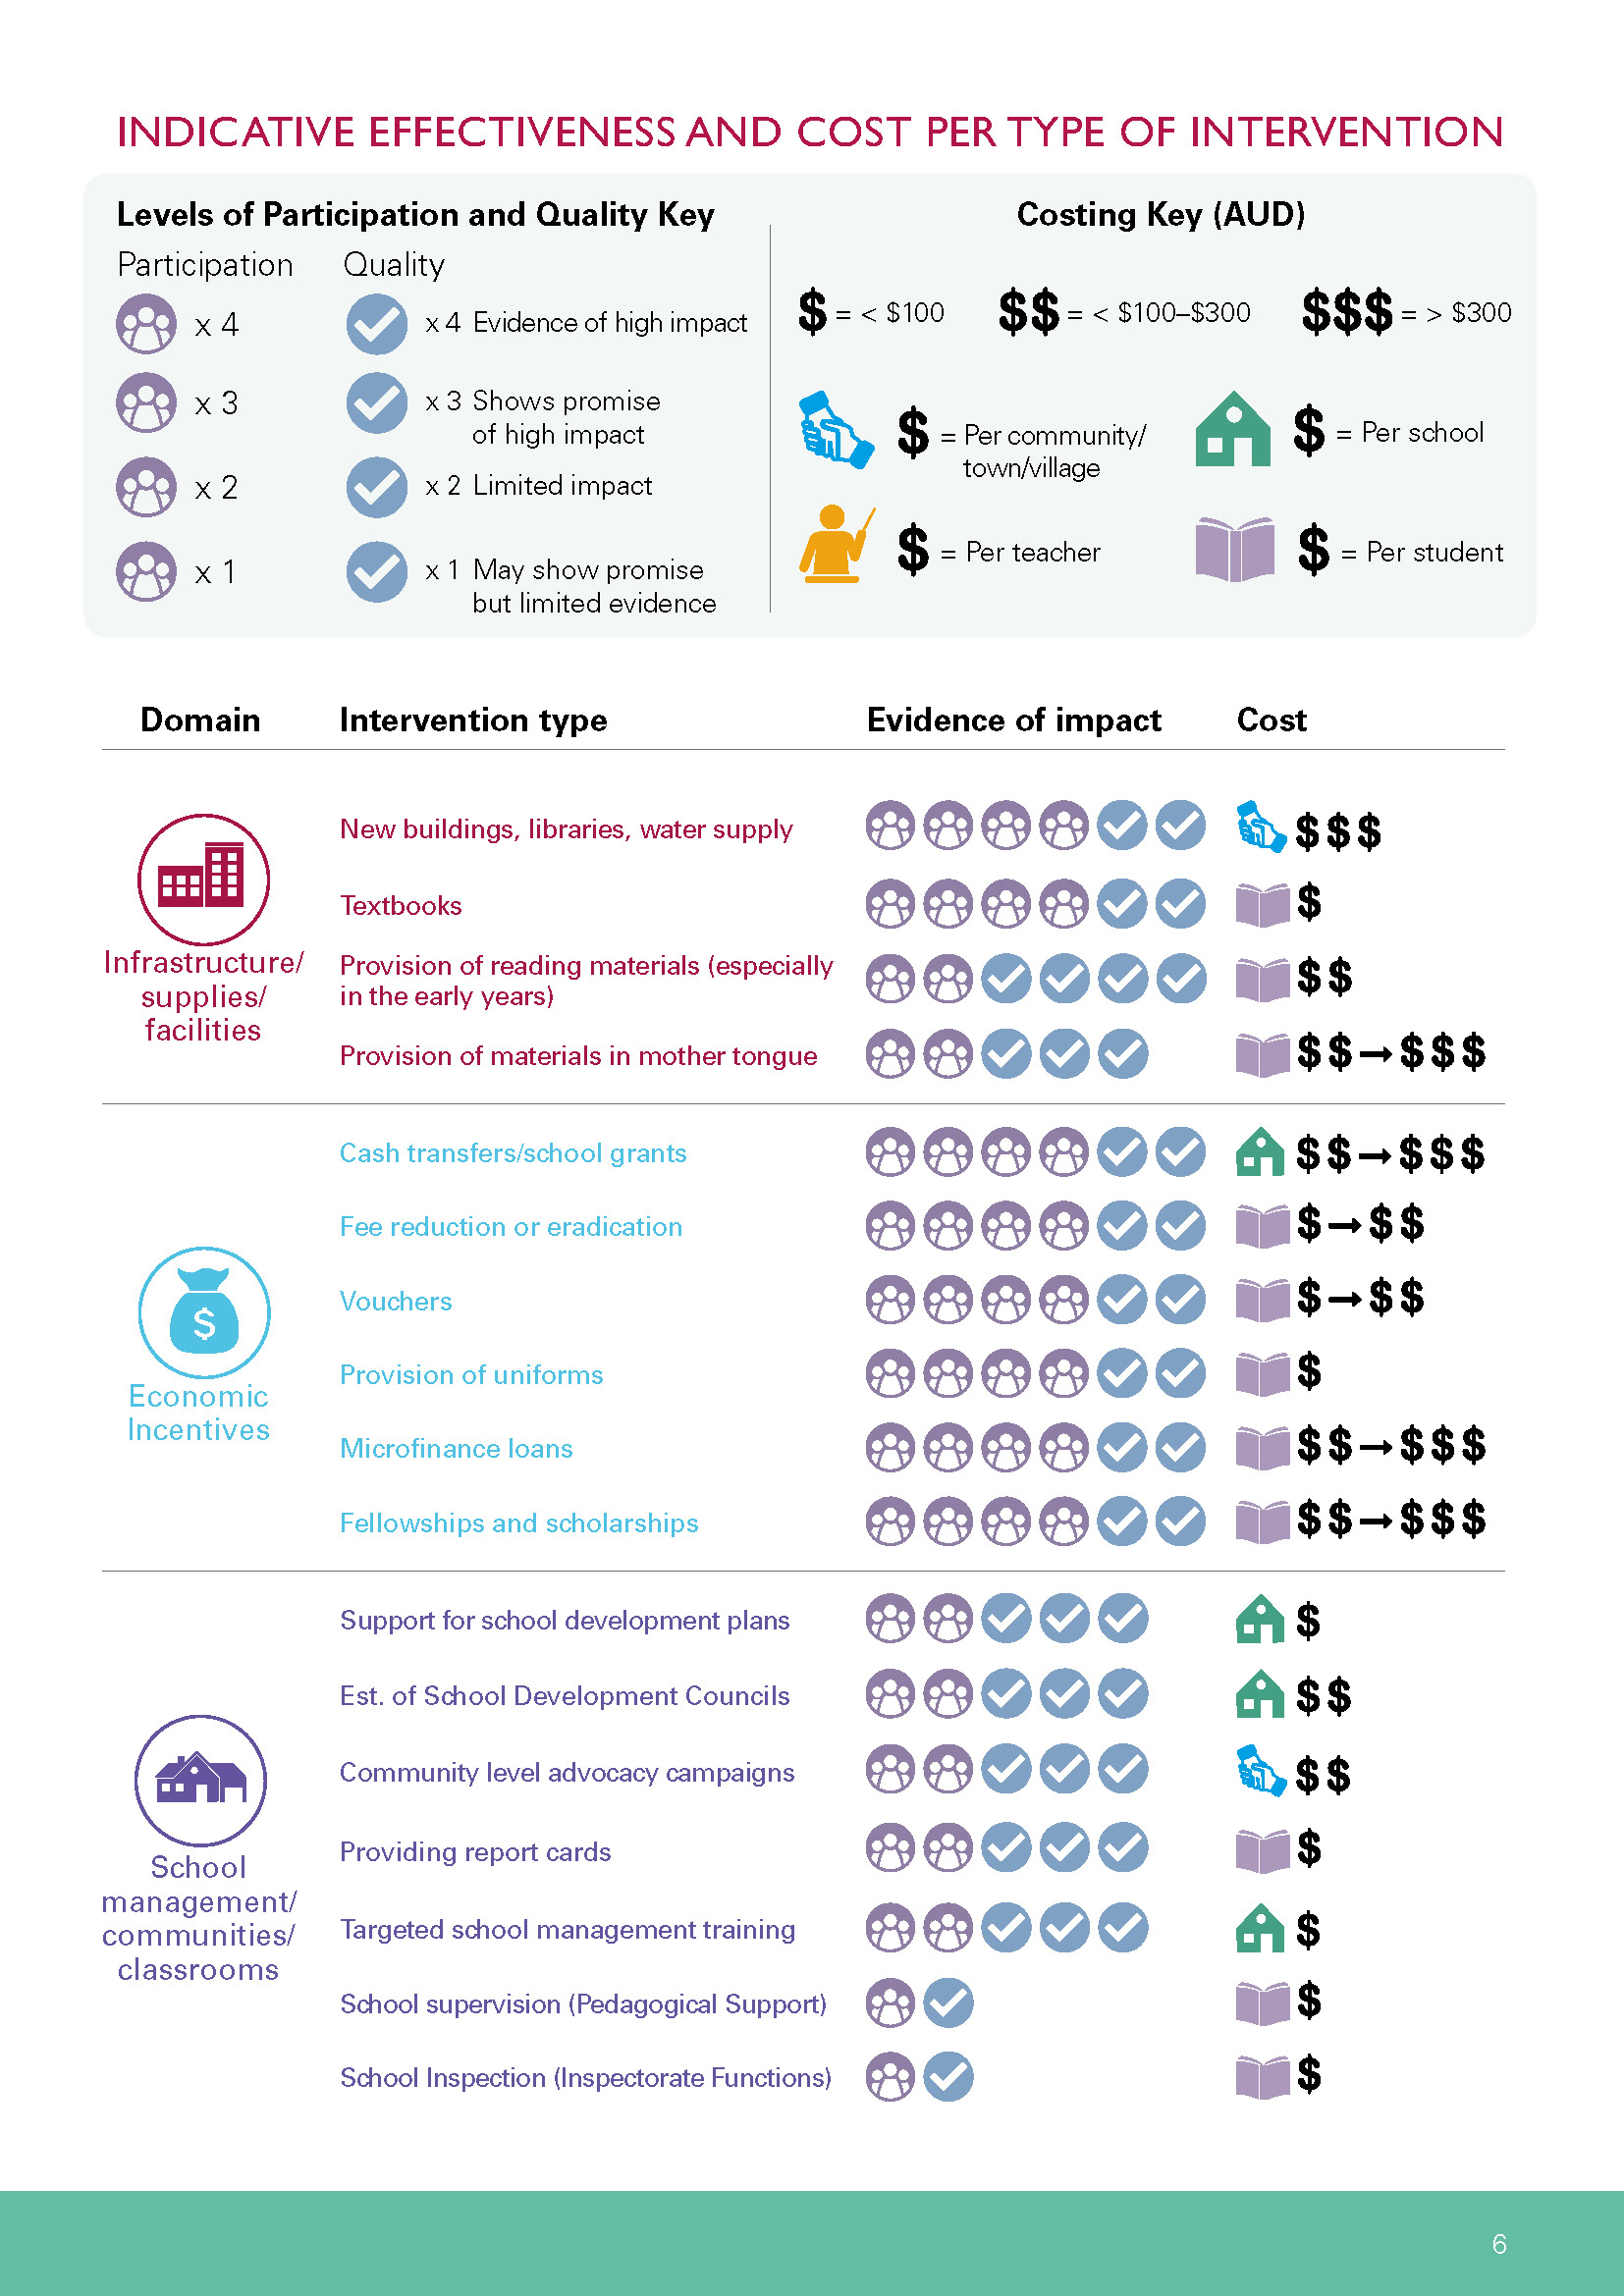 INDICATIVE EFFECTIVENESS AND COST PER TYPE OF INTERVENTION
Levels of Participation and Quality Key
Participation Quality
x 4 x 4 Evidence of high impact
x 3 x 3 Shows promise
of high impact
x 2 x 2 Limited impact
x 1 x 1 May show promise
but limited evidence
Costing Key (AUD)
$ = < $100 $$ = < $100–$300 $$$ = > $300
$ = Per community/
town/village
$ = Per school
$ = Per teacher
$ = Per student
Domain Intervention type Evidence of impact Cost
Infrastructure/
supplies/
facilities
New buildings, libraries, water supply $$$
Textbooks $
Provision of reading materials (especially
in the early years) $$
Provision of materials in mother tongue $$→$$$
$
Economic
Incentives
Cash transfers/school grants $$→$$$
Fee reduction or eradication $→$$
Vouchers $→$$
Provision of uniforms $
Microfinance loans $$→$$$
Fellowships and scholarships $$→$$$
School
management/
communities/
classrooms
Support for school development plans $
Est. of School Development Councils $$
Community level advocacy campaigns $$
Providing report cards $
Targeted school management training $
School supervision (Pedagogical Support) $
School Inspection (Inspectorate Functions) $
6